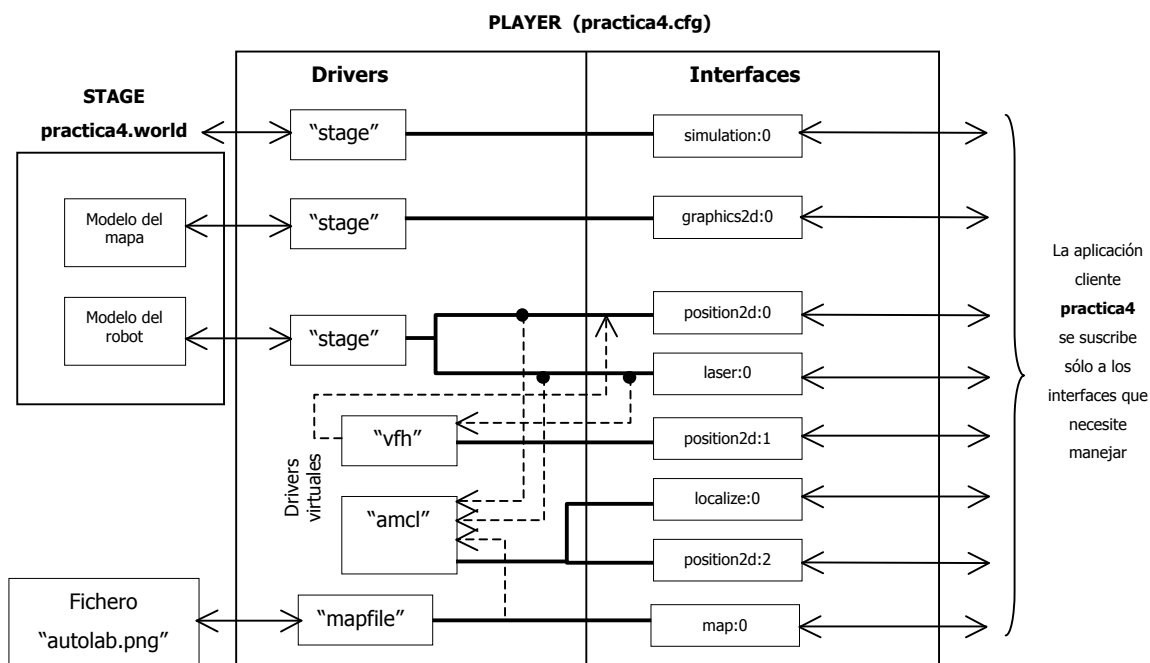 PLAYER (practica4.cfg)
Drivers
Interfaces
STAGE
practica4.world
“stage”
simulation:0
Modelo del
mapa
“stage”
graphics2d:0
Modelo del
robot
“stage”
position2d:0
laser:0
“vfh”
position2d:1
Drivers
virtuales
“amcl”
localize:0
position2d:2
Fichero
“autolab.png”
“mapfile”
map:0
La aplicación
cliente
practica4
se suscribe
sólo a los
interfaces que
necesite
manejar